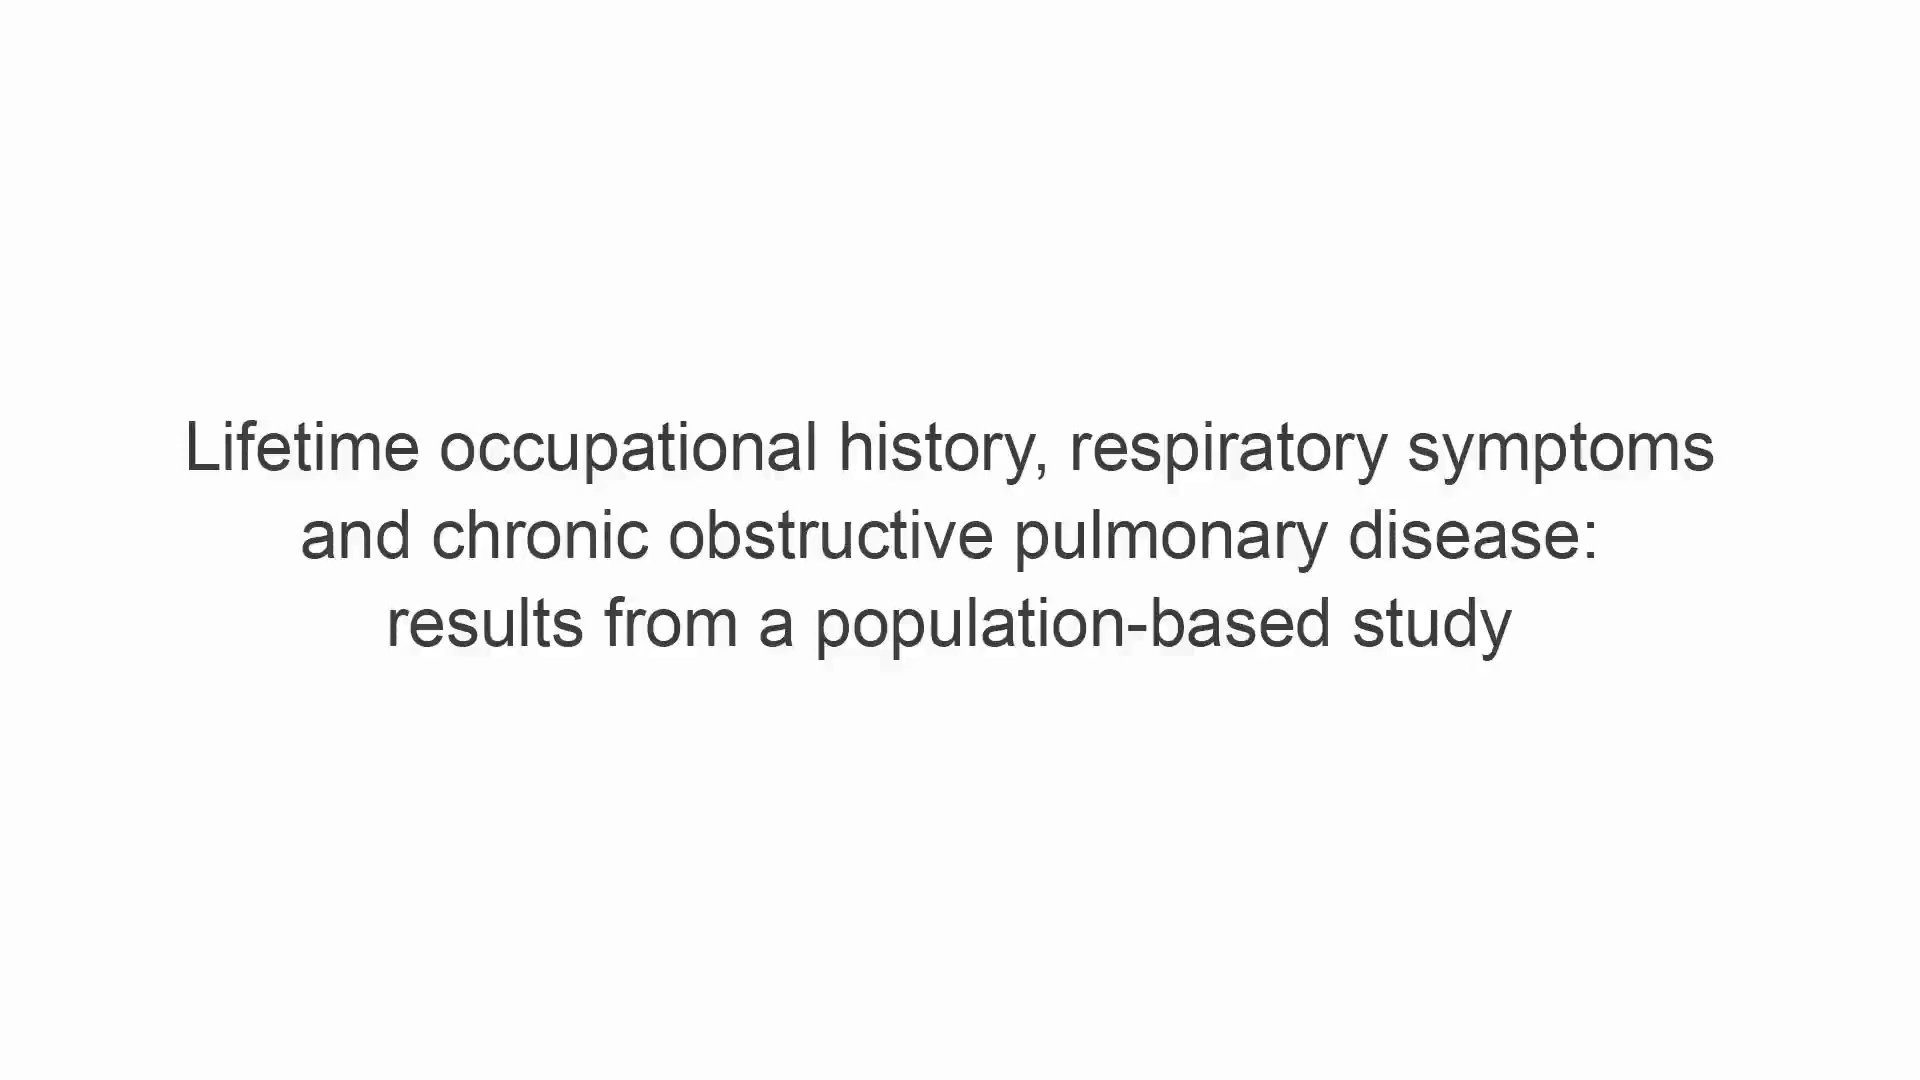 Lifetime occupational history, respiratory symptoms
and chronic obstructive pulmonary disease:
results from a population-based study